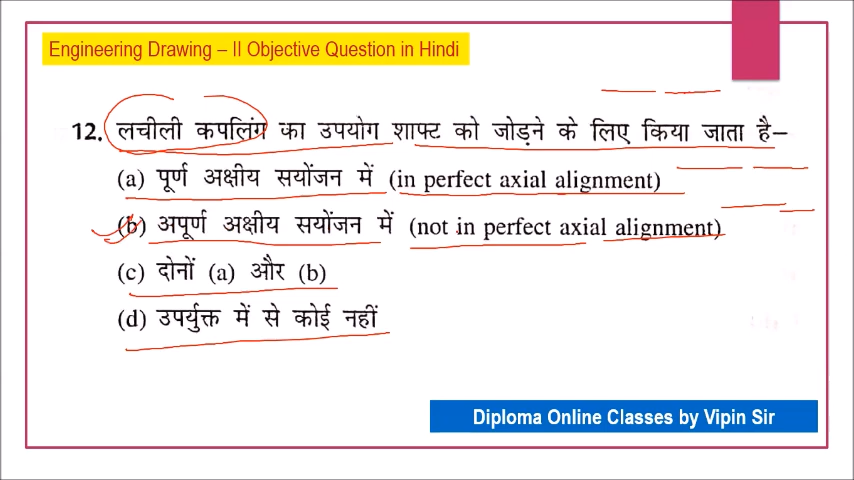 Engineering Drawing – II Objective Question in Hindi
12. लचीली कपलिंग का उपयोग शाफ्ट को जोड़ने के लिए किया जाता है–
(a) पूर्ण अक्षीय सयोंजन में (in perfect axial alignment)
(b) अपूर्ण अक्षीय सयोंजन में (not in perfect axial alignment)
(c) दोनों (a) और (b)
(d) उपर्युक्त में से कोई नहीं
Diploma Online Classes by Vipin Sir